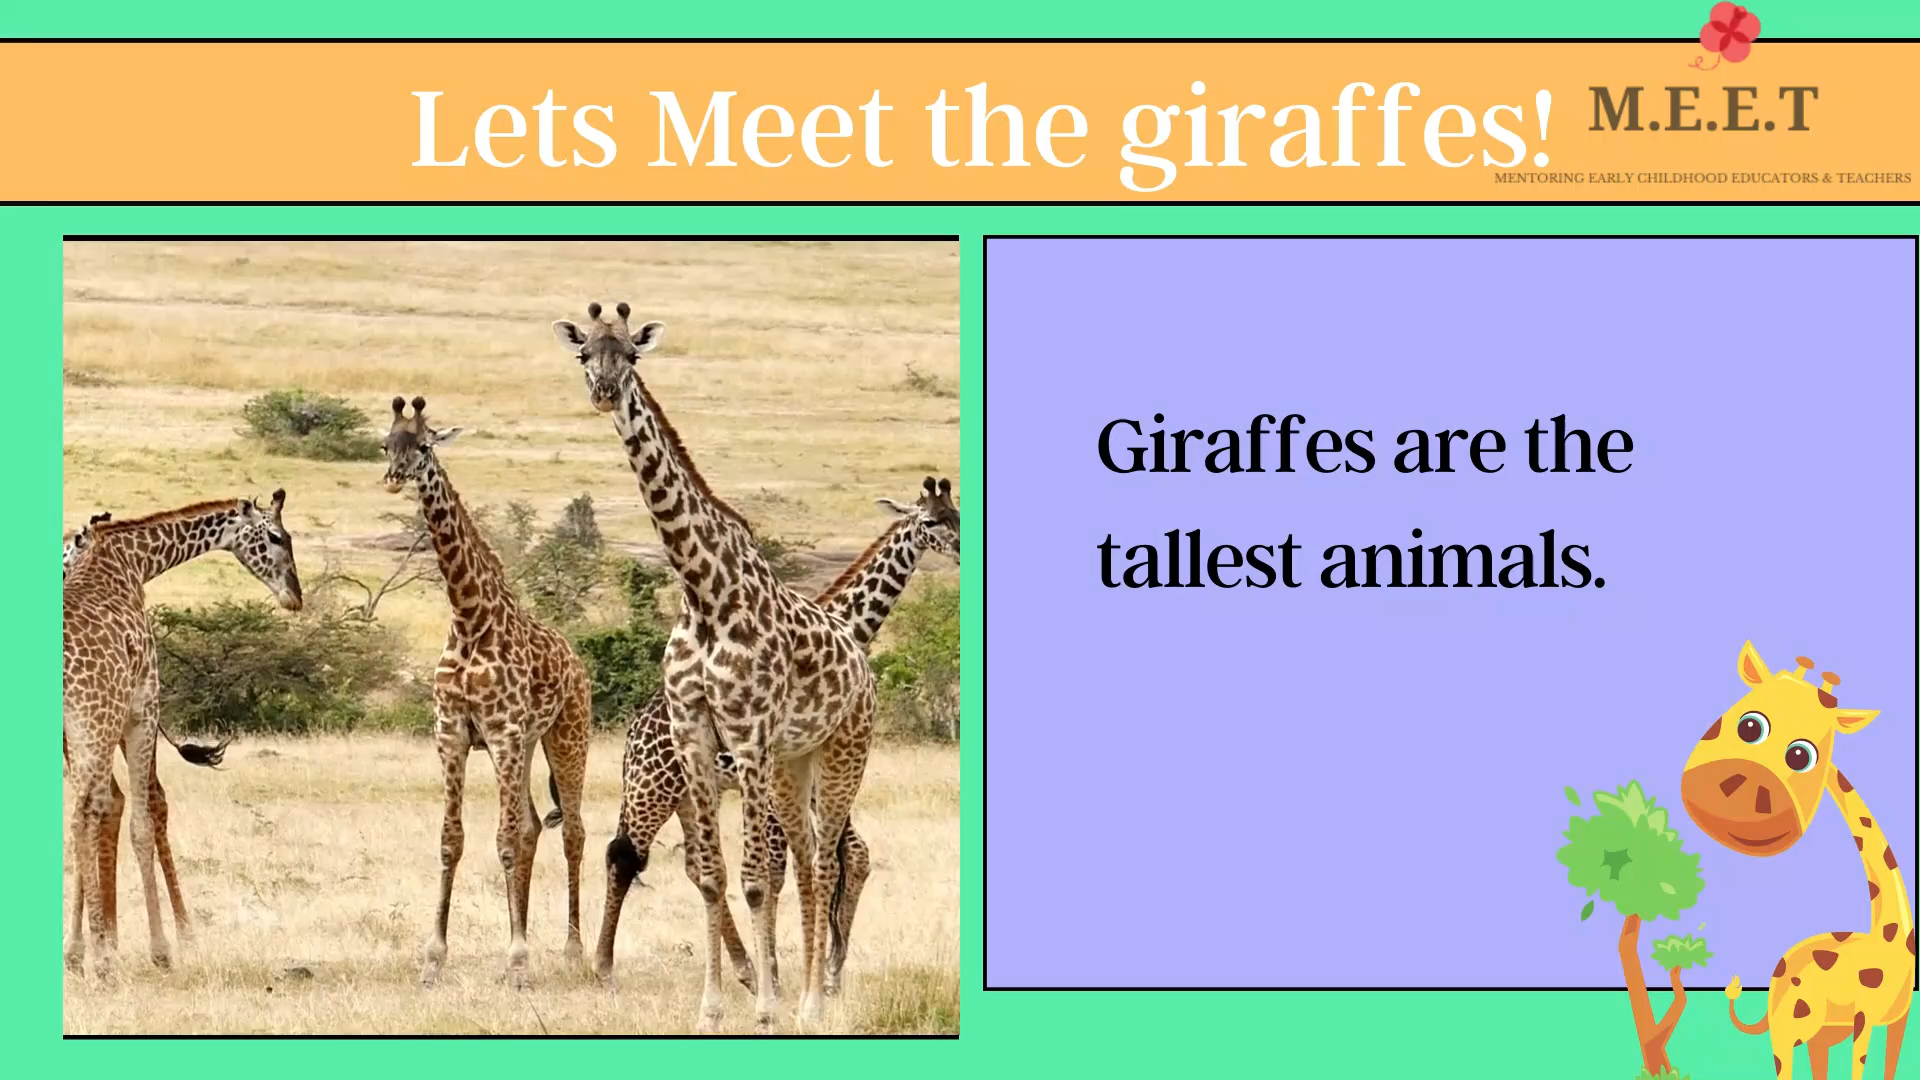 Lets Meet the giraffes!
M.E.E.T
MENTORING EARLY CHILDHOOD EDUCATORS & TEACHERS
Giraffes are the
tallest animals.